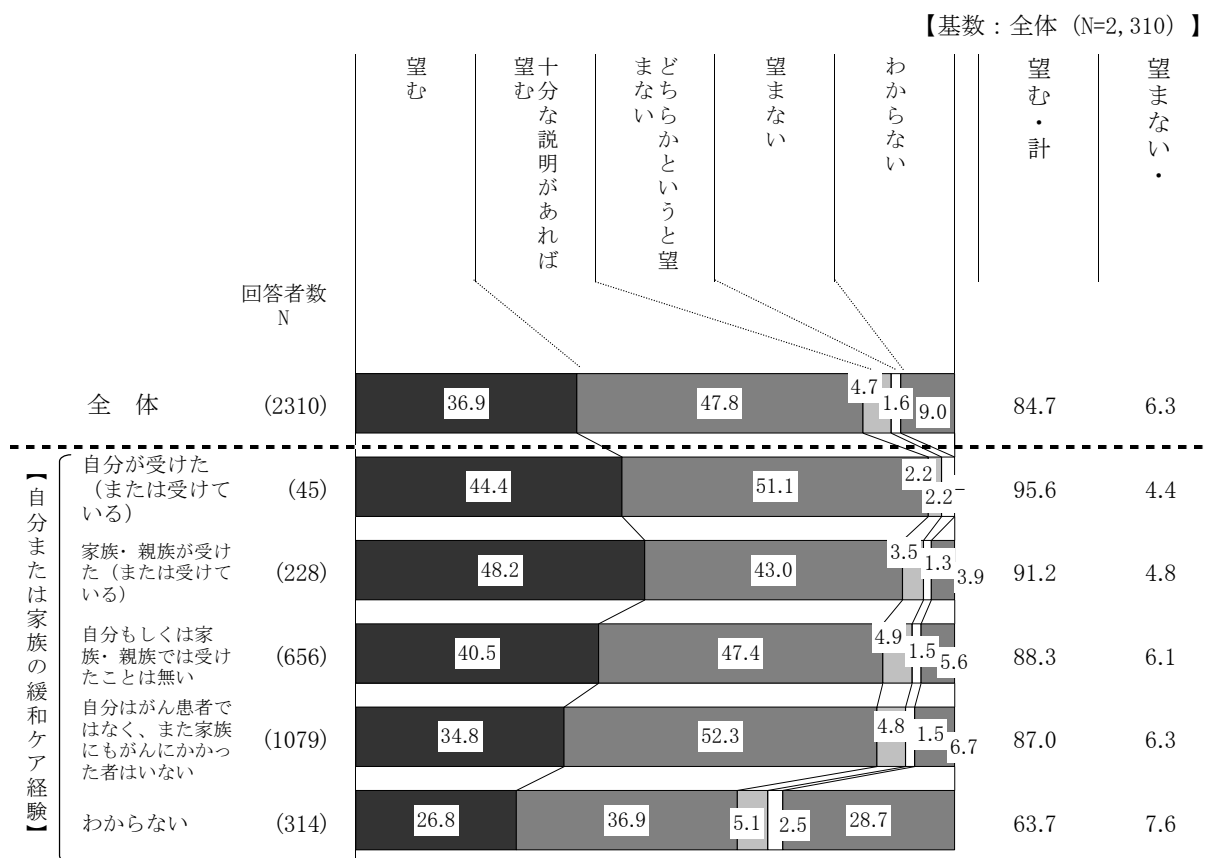 【基数：全体（N=2,310）】
望む
十分な説明があれば
望む
どちらかというと望
まない
望まない
わからない
望む・計
望まない・
回答者数
N
全　体 (2310) 36.9 47.8 4.7 1.6 9.0 84.7 6.3
【自分または家族の緩和ケア経験】
自分が受けた
（または受けて
いる）
(45) 44.4 51.1 2.2 2.2 － 95.6 4.4
家族・親族が受け
た（または受けて
いる）
(228) 48.2 43.0 3.5 1.3 3.9 91.2 4.8
自分もしくは家
族・親族では受け
たことは無い
(656) 40.5 47.4 4.9 1.5 5.6 88.3 6.1
自分はがん患者で
はなく、また家族
にもがんにかかっ
た者はいない
(1079) 34.8 52.3 4.8 1.5 6.7 87.0 6.3
わからない (314) 26.8 36.9 5.1 2.5 28.7 63.7 7.6